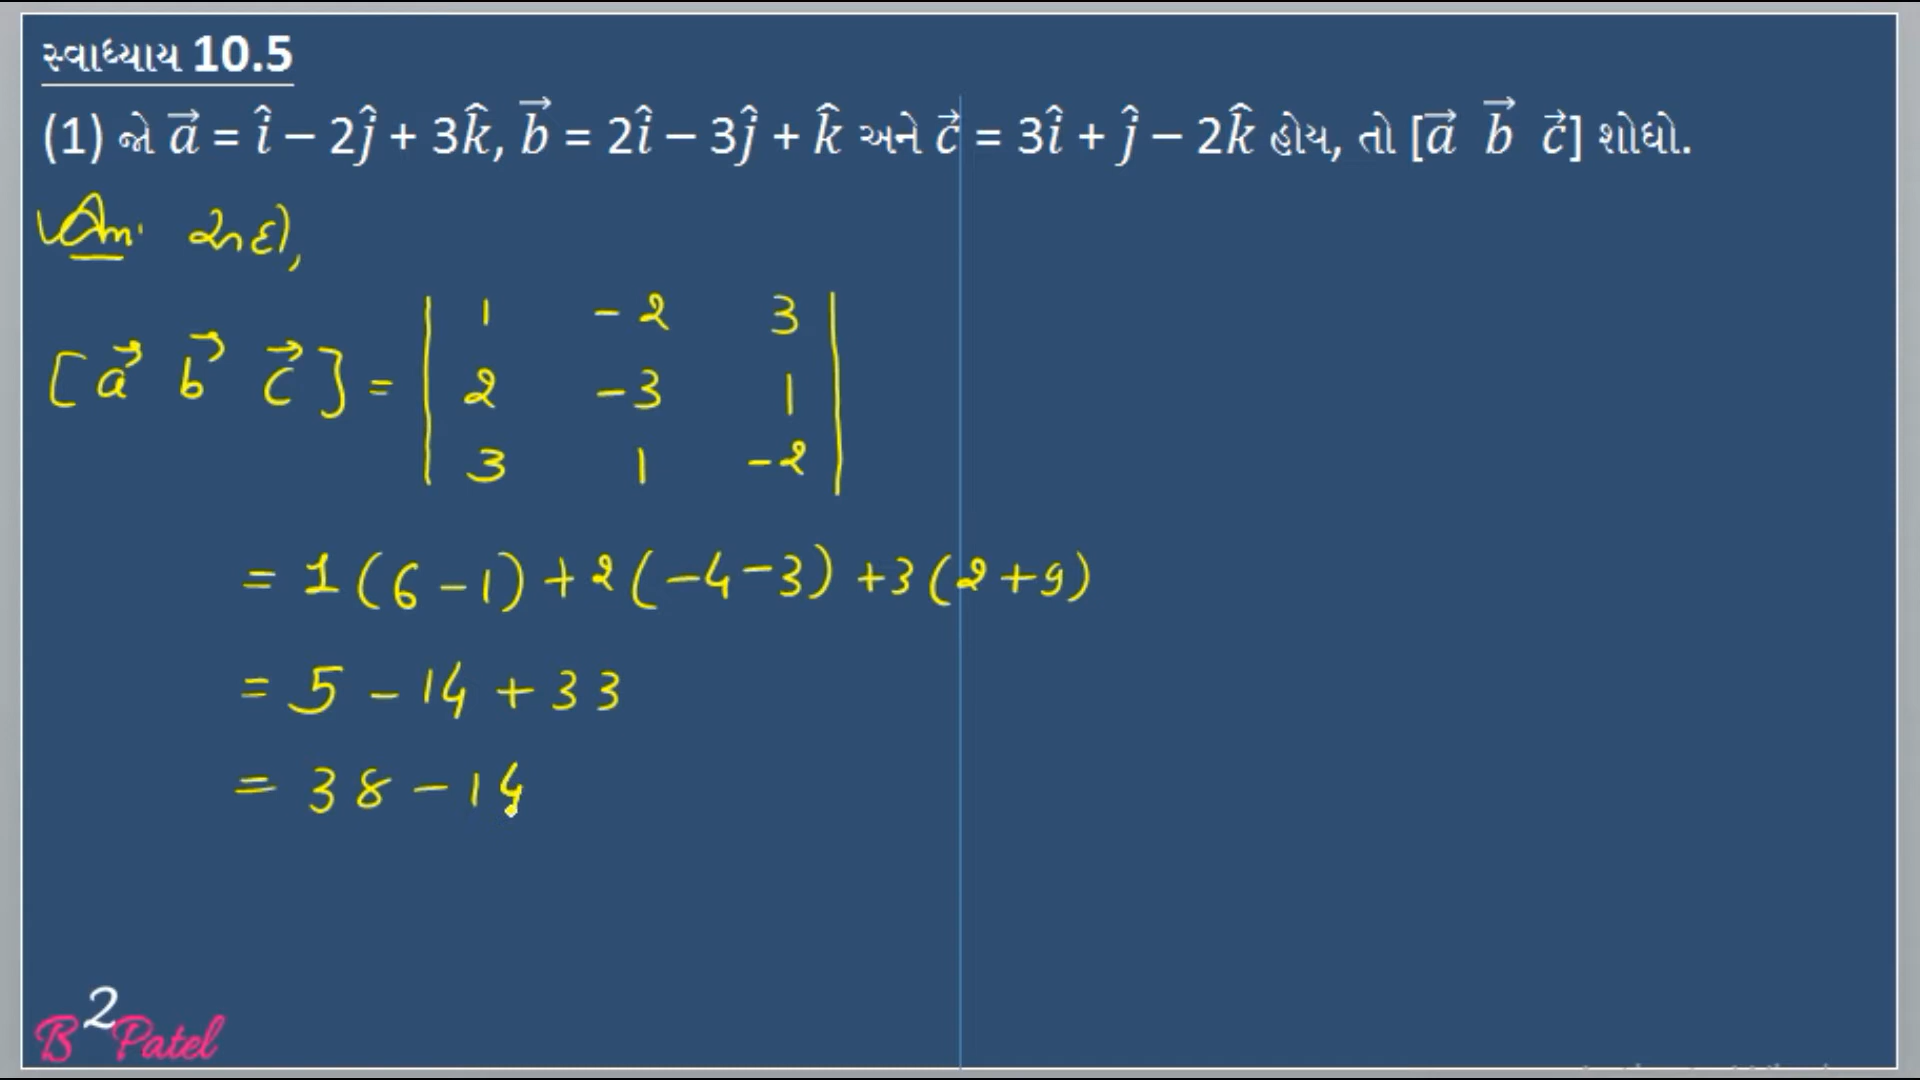 સ્વાધ્યાય 10.5
(1) જો a⃗ = î − 2ĵ + 3k̂, b⃗ = 2î − 3ĵ + k̂ અને c⃗ = 3î + ĵ − 2k̂ હોય, તો [a⃗ b⃗ c⃗] શોધો.
Ans. અહીં,
[a⃗ b⃗ c⃗] = | 1 −2 3 |
| 2 −3 1 |
| 3 1 −2 |
= 1(6−1)+2(−4−3)+3(2+9)
= 5 − 14 + 33
= 38 − 14
B2Patel